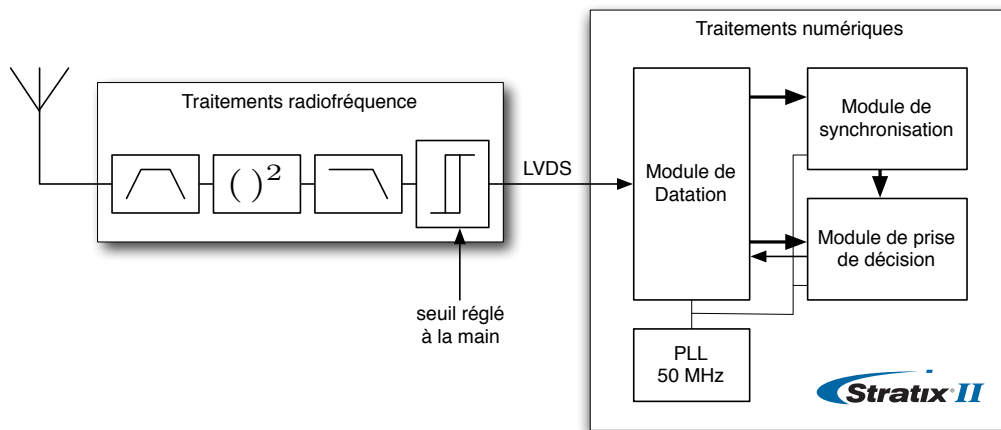 Traitements numériques
Traitements radiofréquence
( )²
LVDS
seuil réglé
à la main
Module de
Datation
Module de
synchronisation
Module de prise
de décision
PLL
50 MHz
Stratix® II